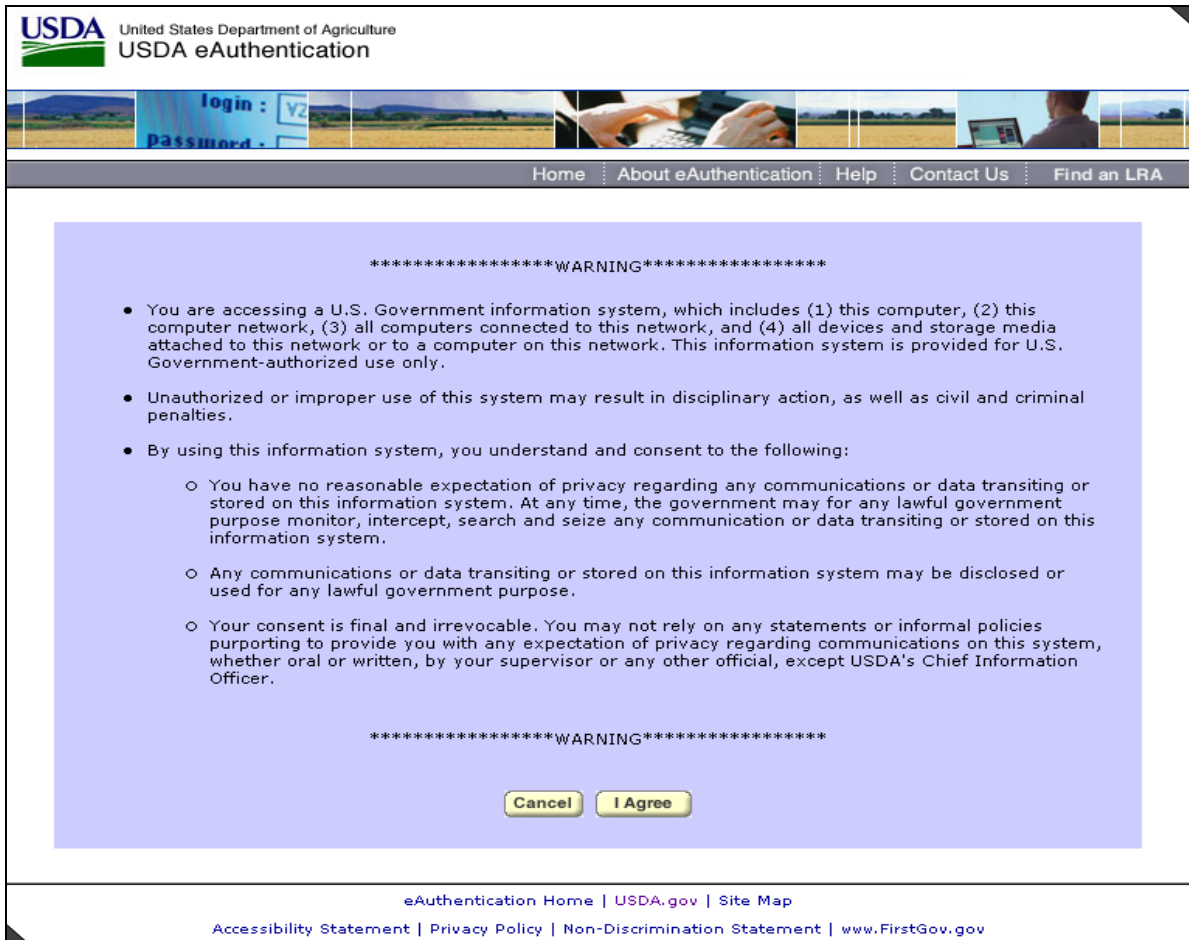 USDA
United States Department of Agriculture
USDA eAuthentication
login :
password :
Home
About eAuthentication
Help
Contact Us
Find an LRA
*****************WARNING*****************
● You are accessing a U.S. Government information system, which includes (1) this computer, (2) this
computer network, (3) all computers connected to this network, and (4) all devices and storage media
attached to this network or to a computer on this network. This information system is provided for U.S.
Government-authorized use only.
● Unauthorized or improper use of this system may result in disciplinary action, as well as civil and criminal
penalties.
● By using this information system, you understand and consent to the following:
○ You have no reasonable expectation of privacy regarding any communications or data transiting or
stored on this information system. At any time, the government may for any lawful government
purpose monitor, intercept, search and seize any communication or data transiting or stored on this
information system.
○ Any communications or data transiting or stored on this information system may be disclosed or
used for any lawful government purpose.
○ Your consent is final and irrevocable. You may not rely on any statements or informal policies
purporting to provide you with any expectation of privacy regarding communications on this system,
whether oral or written, by your supervisor or any other official, except USDA's Chief Information
Officer.
*****************WARNING*****************
Cancel
I Agree
eAuthentication Home | USDA.gov | Site Map
Accessibility Statement | Privacy Policy | Non-Discrimination Statement | www.FirstGov.gov